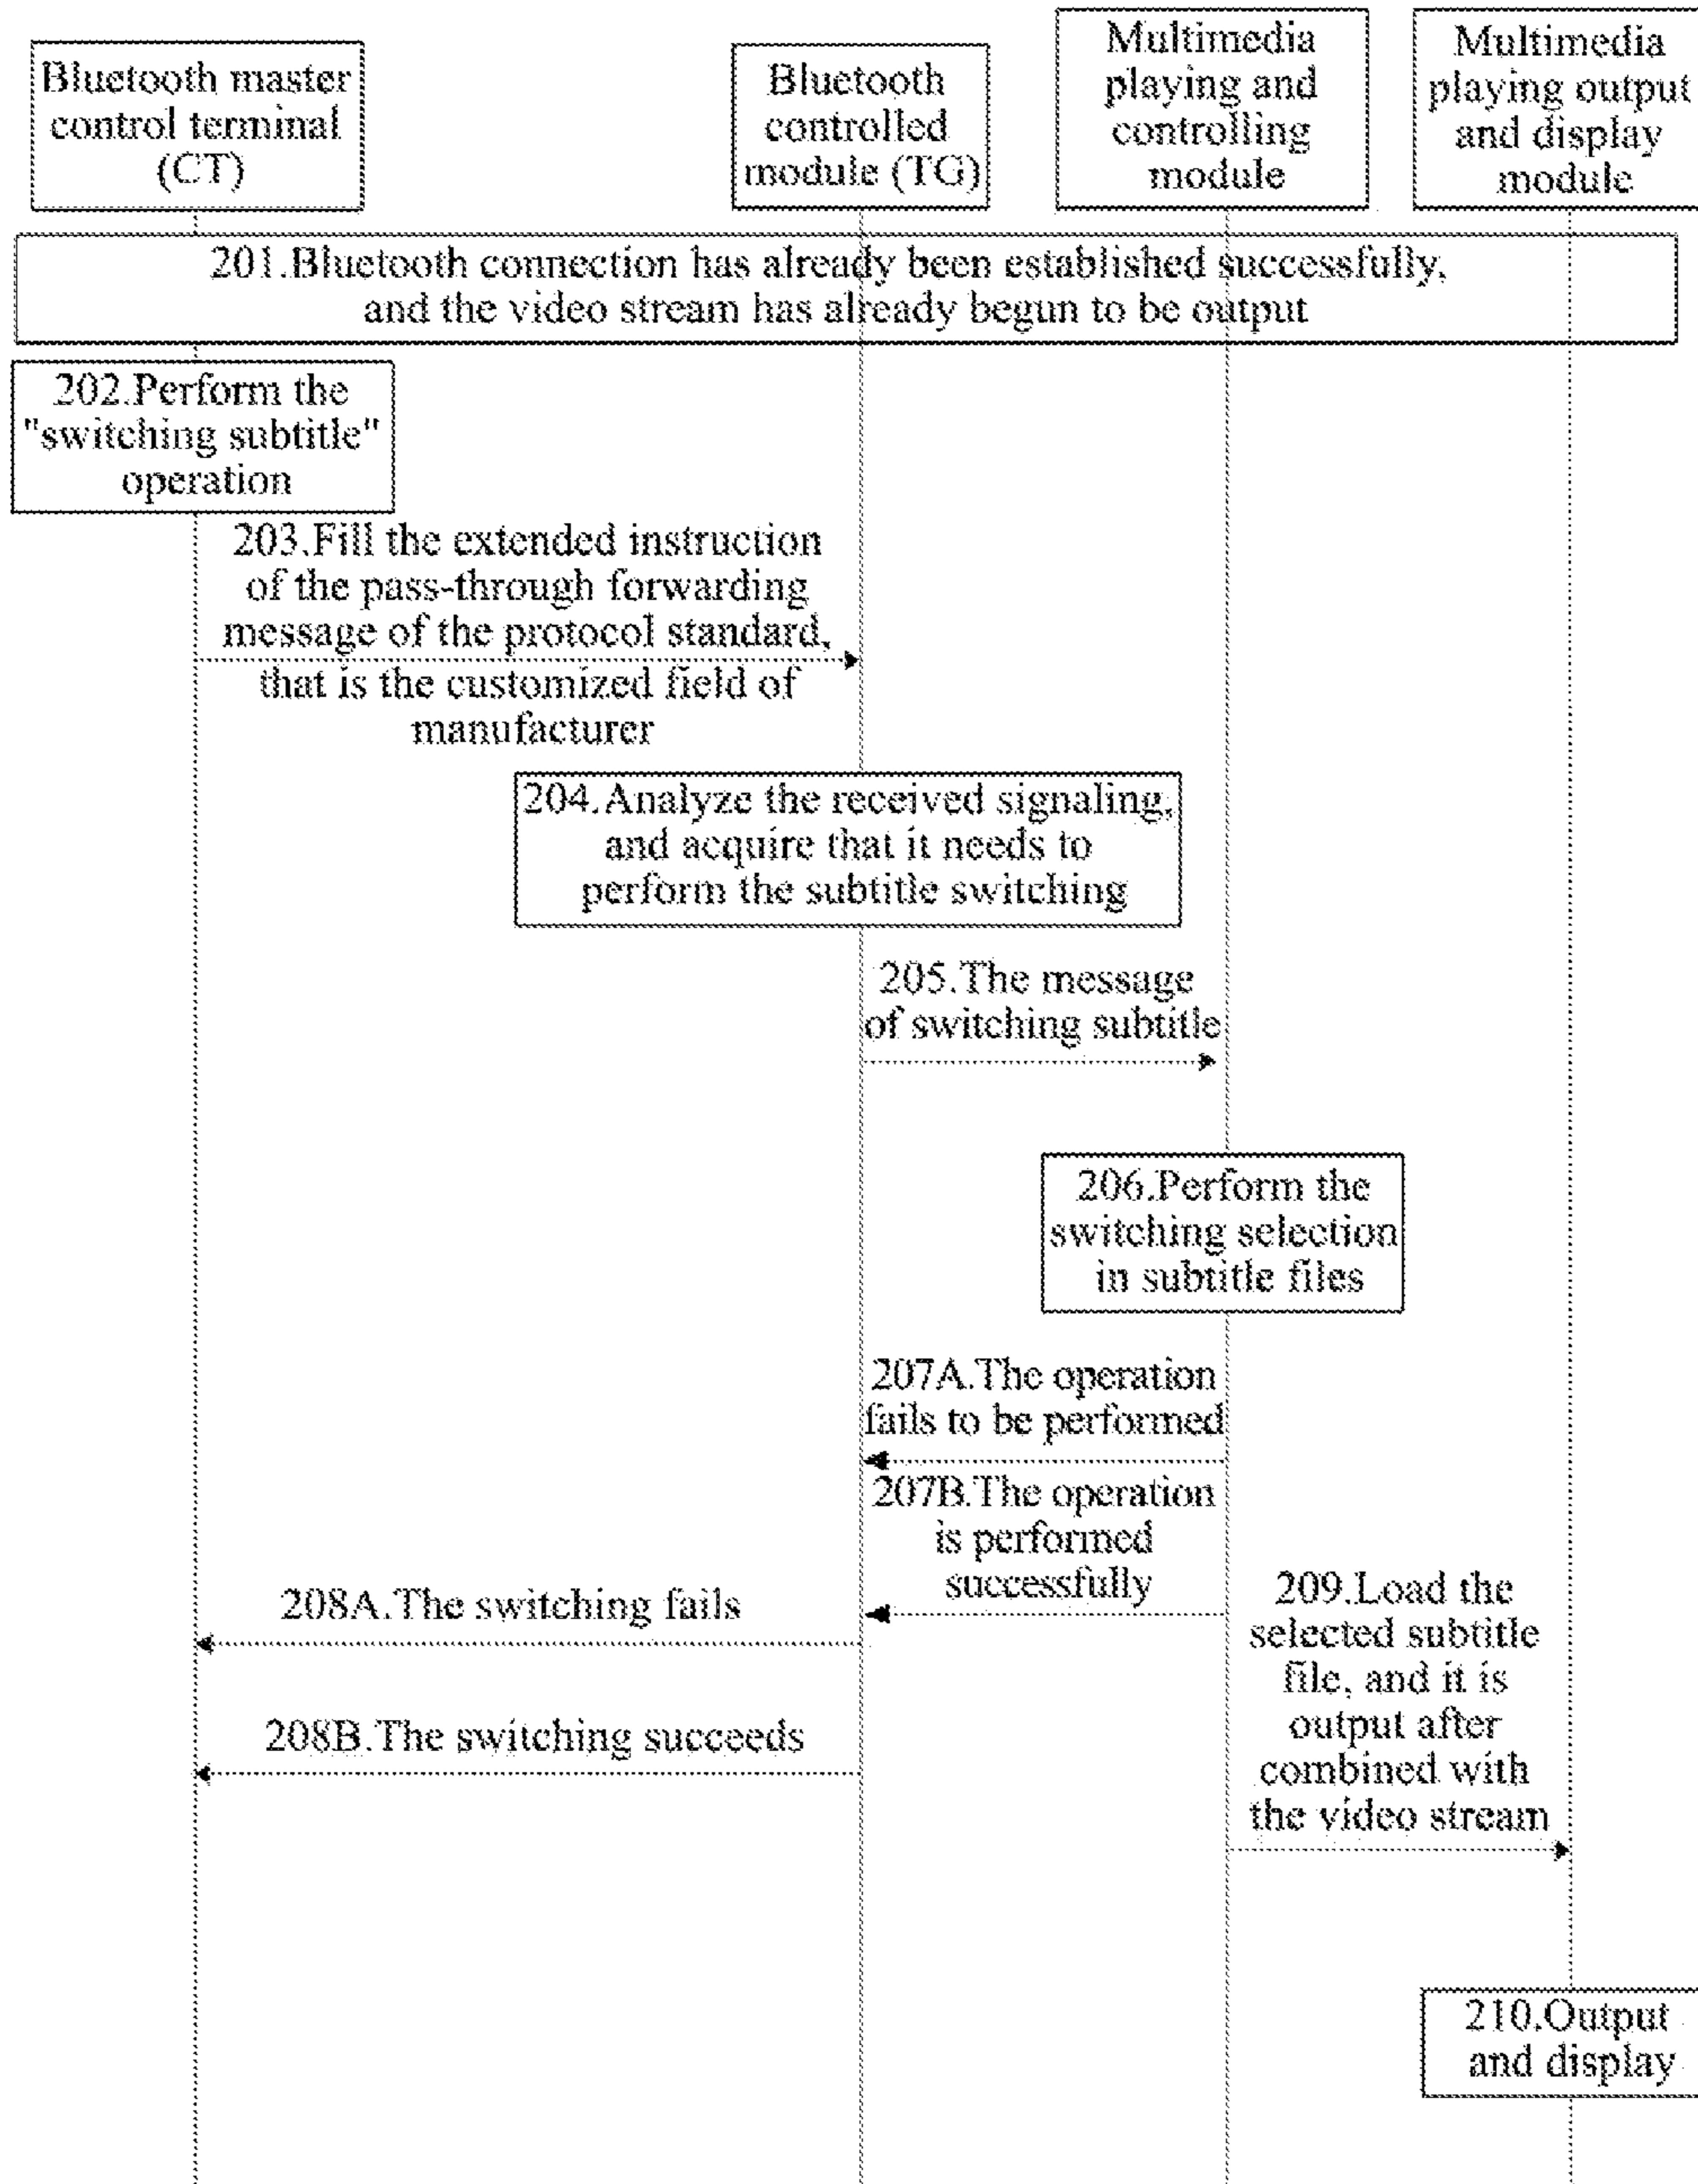 Bluetooth master
control terminal
(CT)
Bluetooth
controlled
module (TG)
Multimedia
playing and
controlling
module
Multimedia
playing output
and display
module
201.Bluetooth connection has already been established successfully,
and the video stream has already begun to be output
202.Perform the
"switching subtitle"
operation
203.Fill the extended instruction
of the pass-through forwarding
message of the protocol standard,
that is the customized field of
manufacturer
204.Analyze the received signaling,
and acquire that it needs to
perform the subtitle switching
205.The message
of switching subtitle
206.Perform the
switching selection
in subtitle files
207A.The operation
fails to be performed
207B.The operation
is performed
successfully
208A.The switching fails
208B.The switching succeeds
209.Load the
selected subtitle
file, and it is
output after
combined with
the video stream
210.Output
and display